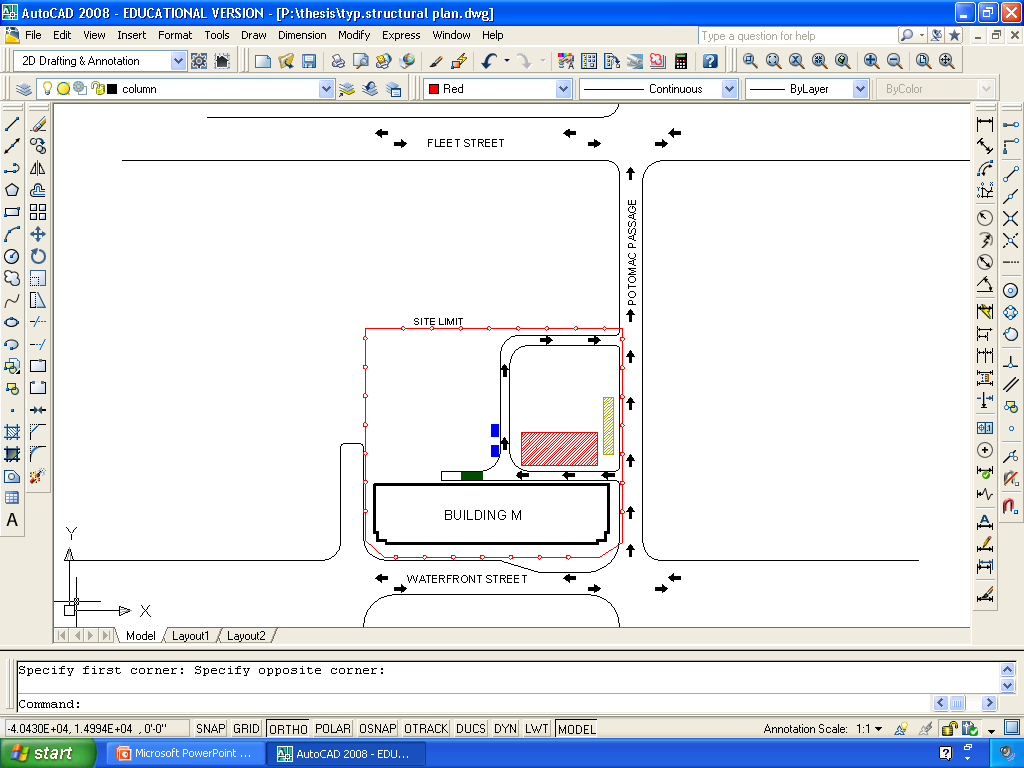 AutoCAD 2008 - EDUCATIONAL VERSION - [P:\thesis\typ.structural plan.dwg]
File Edit View Insert Format Tools Draw Dimension Modify Express Window Help
Type a question for help
2D Drafting & Annotation
column
Red
Continuous
ByLayer
ByColor
FLEET STREET
POTOMAC PASSAGE
SITE LIMIT
BUILDING M
WATERFRONT STREET
Y
X
A
Model Layout1 Layout2
Specify first corner: Specify opposite corner:
Command:
-4.0430E+04, 1.4994E+04 , 0'-0" SNAP GRID ORTHO POLAR OSNAP OTRACK DUCS DYN LWT MODEL Annotation Scale: 1:1
start Microsoft PowerPoint ... AutoCAD 2008 - EDU...